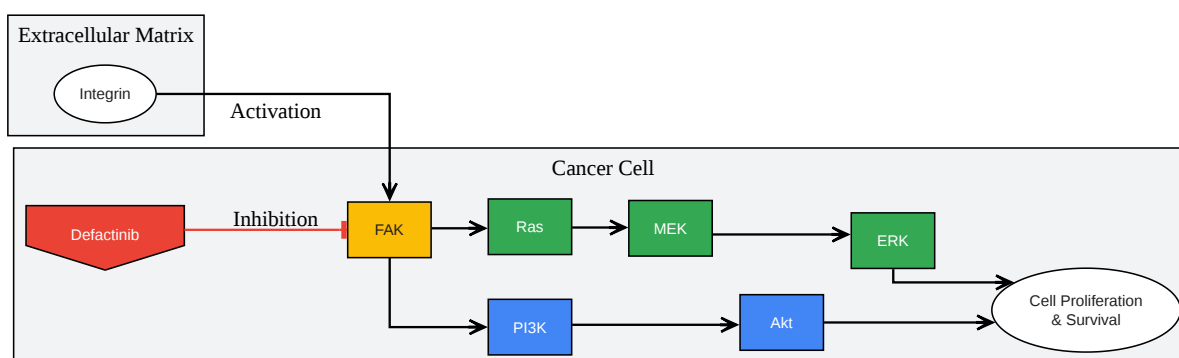 Extracellular Matrix
Integrin
Activation
Cancer Cell
Defactinib
Inhibition
FAK
Ras
MEK
ERK
PI3K
Akt
Cell Proliferation
& Survival